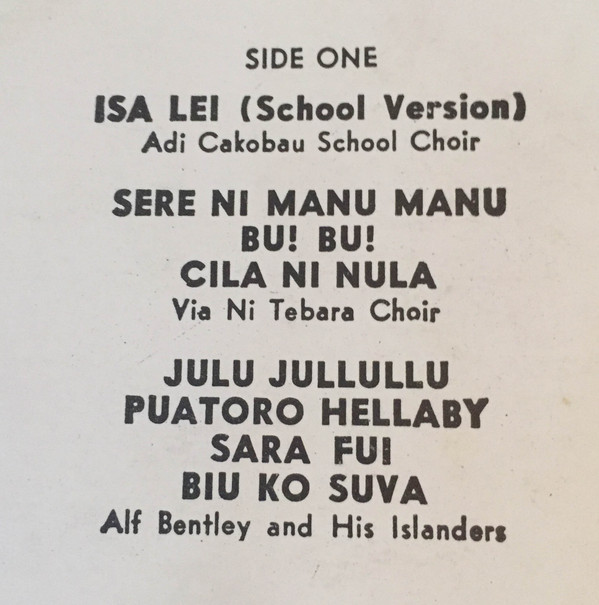 SIDE ONE
ISA LEI (School Version)
Adi Cakobau School Choir
SERE NI MANU MANU
BU! BU!
CILA NI NULA
Via Ni Tebara Choir
JULU JULLULLU
PUATORO HELLABY
SARA FUI
BIU KO SUVA
Alf Bentley and His Islanders